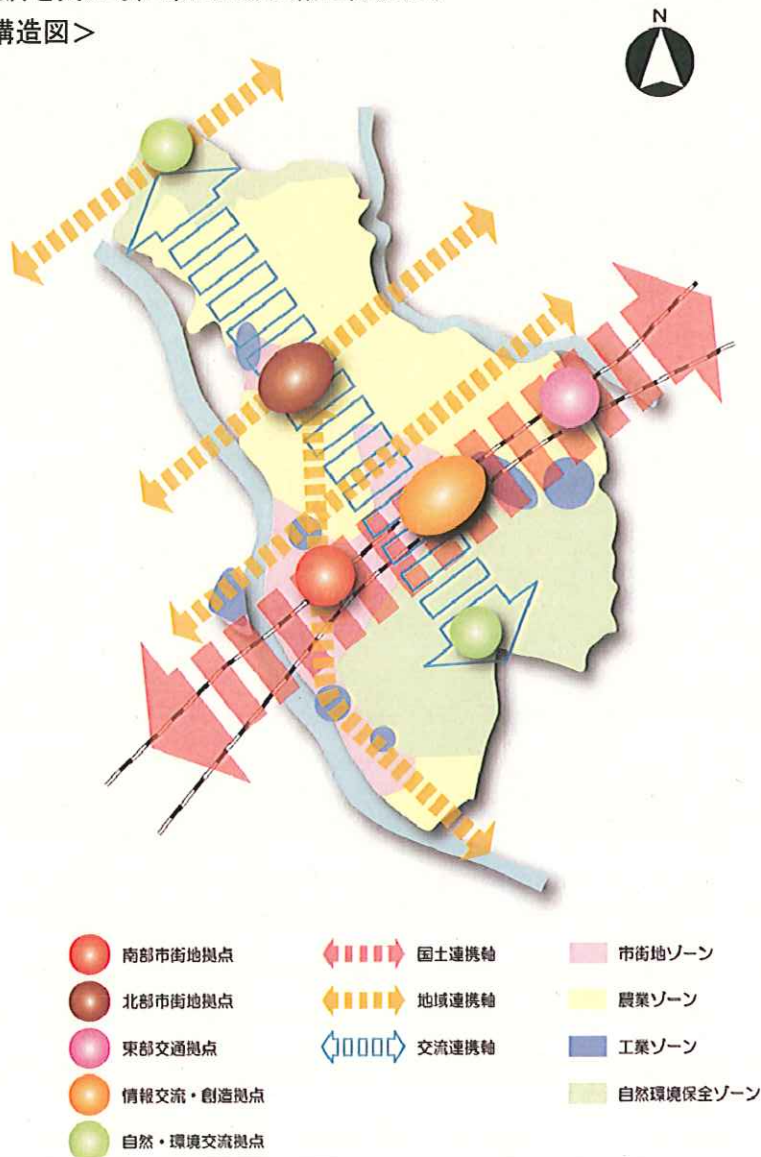 構造図＞
N
南部市街地拠点
北部市街地拠点
東部交通拠点
情報交流・創造拠点
自然・環境交流拠点
国土連携軸
地域連携軸
交流連携軸
市街地ゾーン
農業ゾーン
工業ゾーン
自然環境保全ゾーン